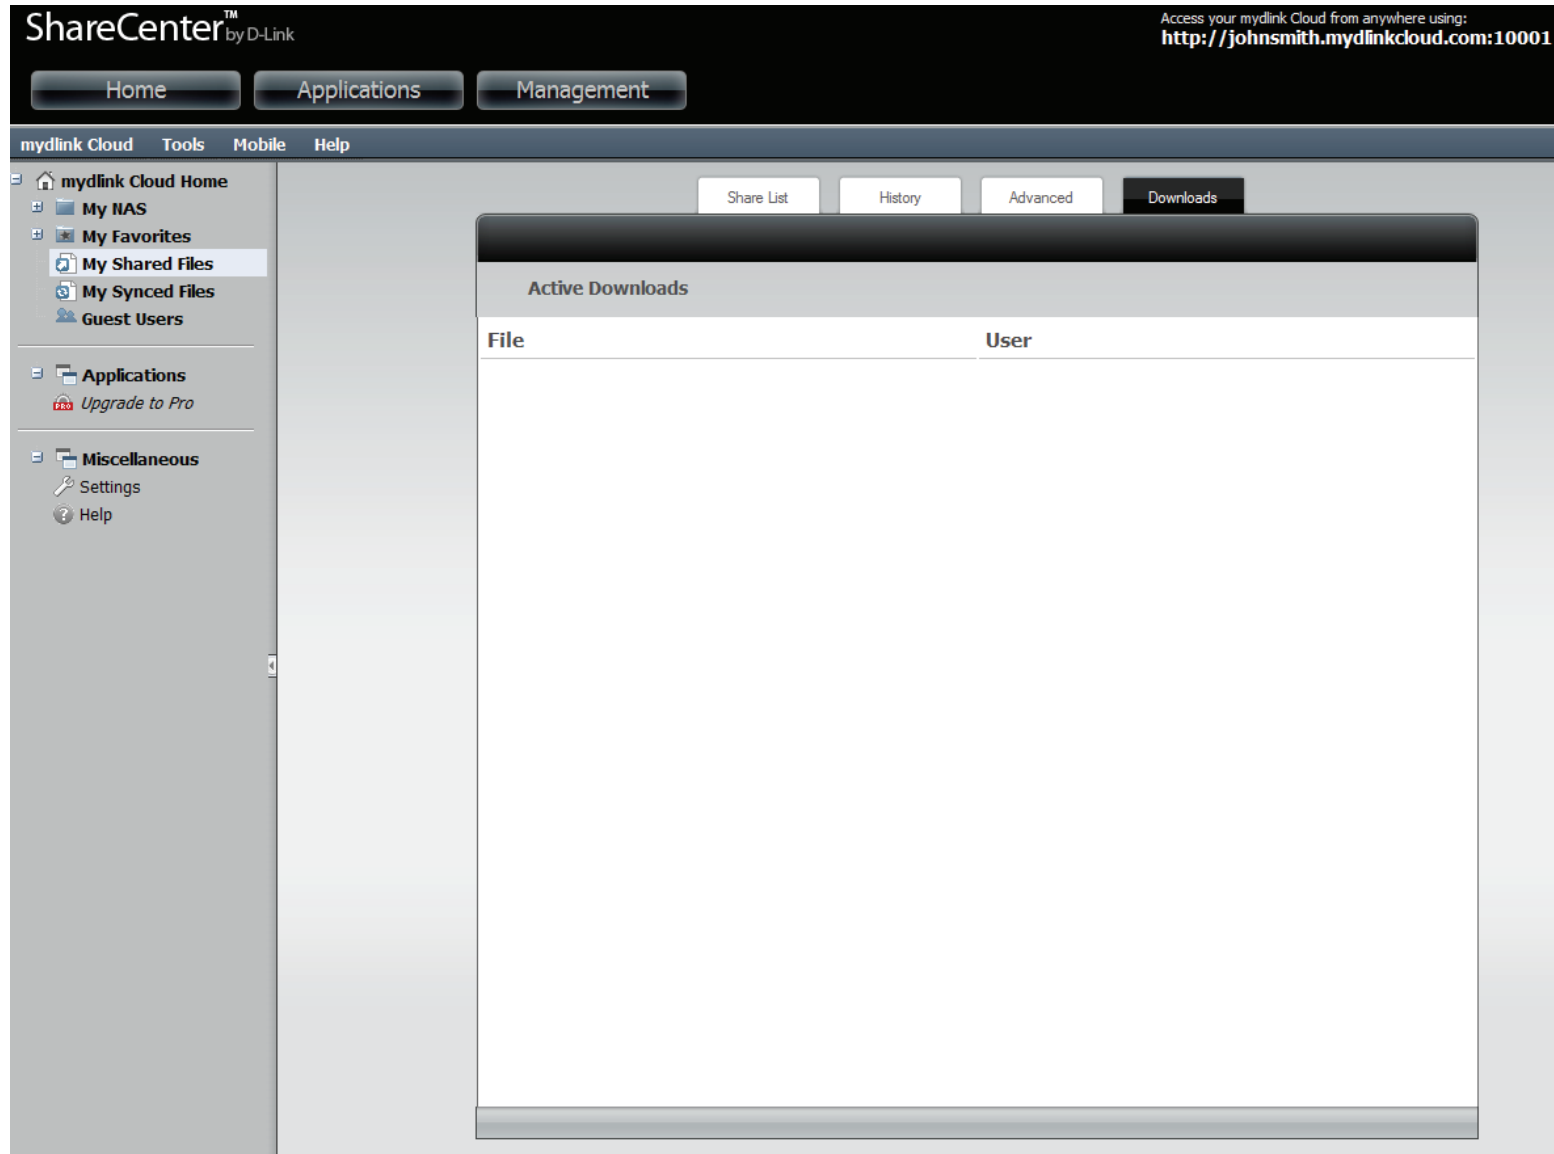 ShareCenter™ by D-Link
Access your mydlink Cloud from anywhere using:
http://johnsmith.mydlinkcloud.com:10001
Home Applications Management
mydlink Cloud Tools Mobile Help
mydlink Cloud Home
My NAS
My Favorites
My Shared Files
My Synced Files
Guest Users
Applications
PRO Upgrade to Pro
Miscellaneous
Settings
? Help
Share List History Advanced Downloads
Active Downloads
File User